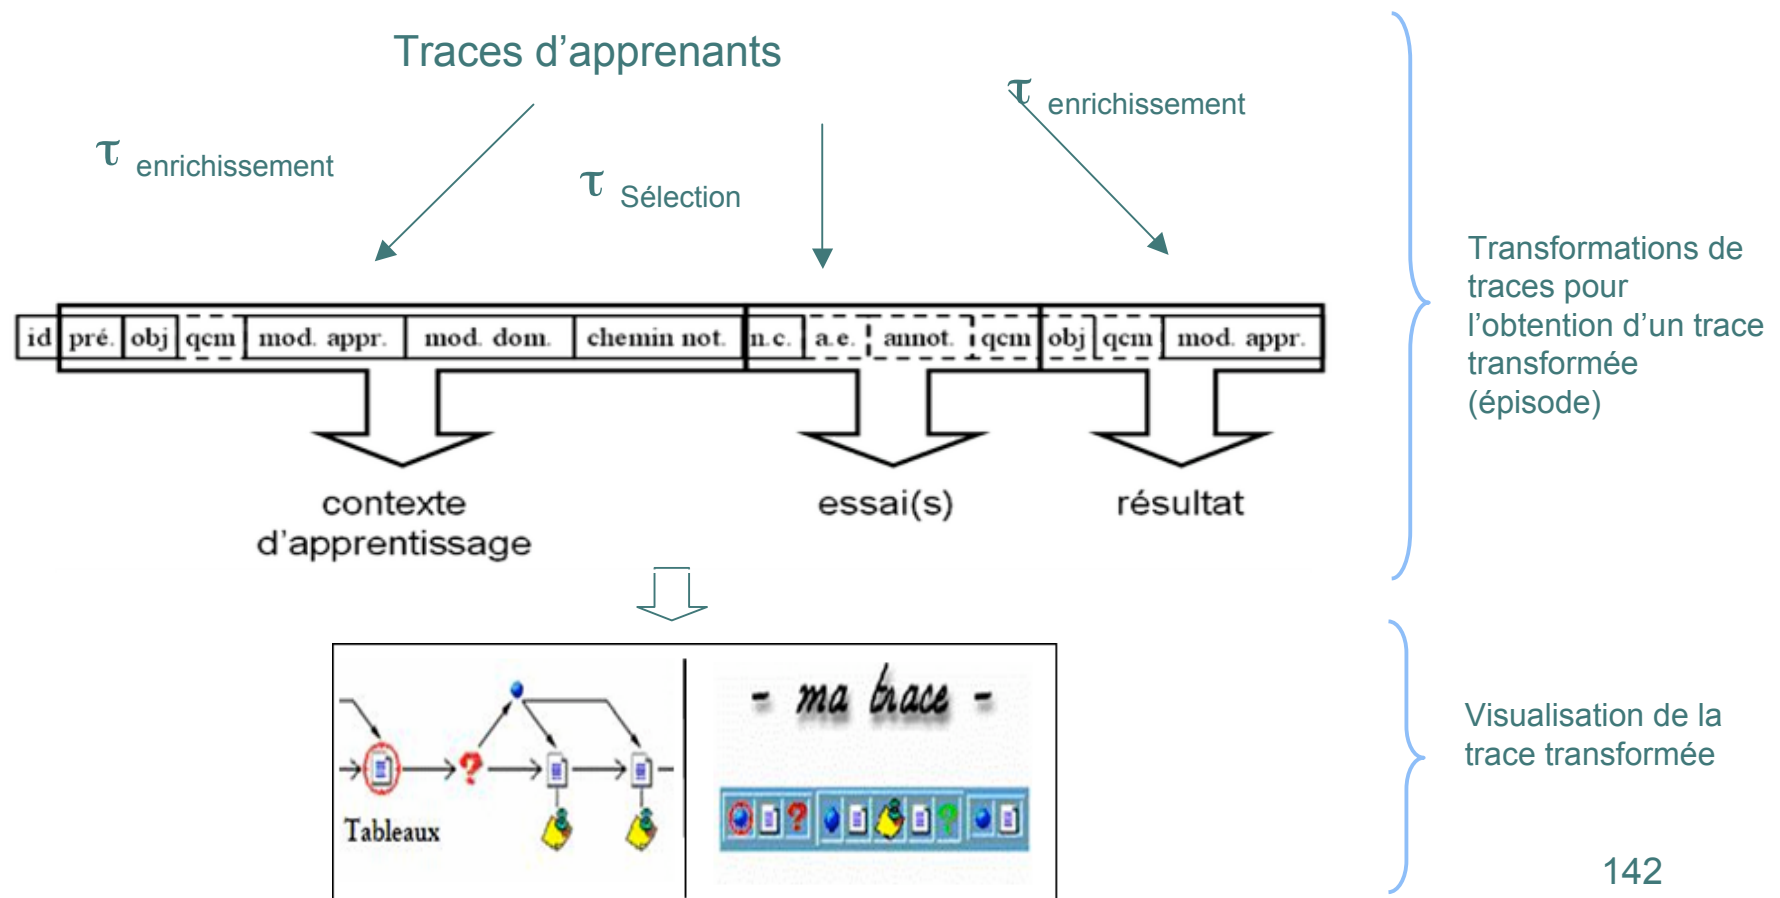 Traces d’apprenants
τ enrichissement
τ enrichissement
τ Sélection
id pré. obj qcm mod. appr. mod. dom. chemin not. n.c. a.e. annot. qcm obj qcm mod. appr.
contexte
d’apprentissage
essai(s)
résultat
Transformations de
traces pour
l’obtention d’un trace
transformée
(épisode)
Tableaux
- ma trace -
Visualisation de la
trace transformée
142